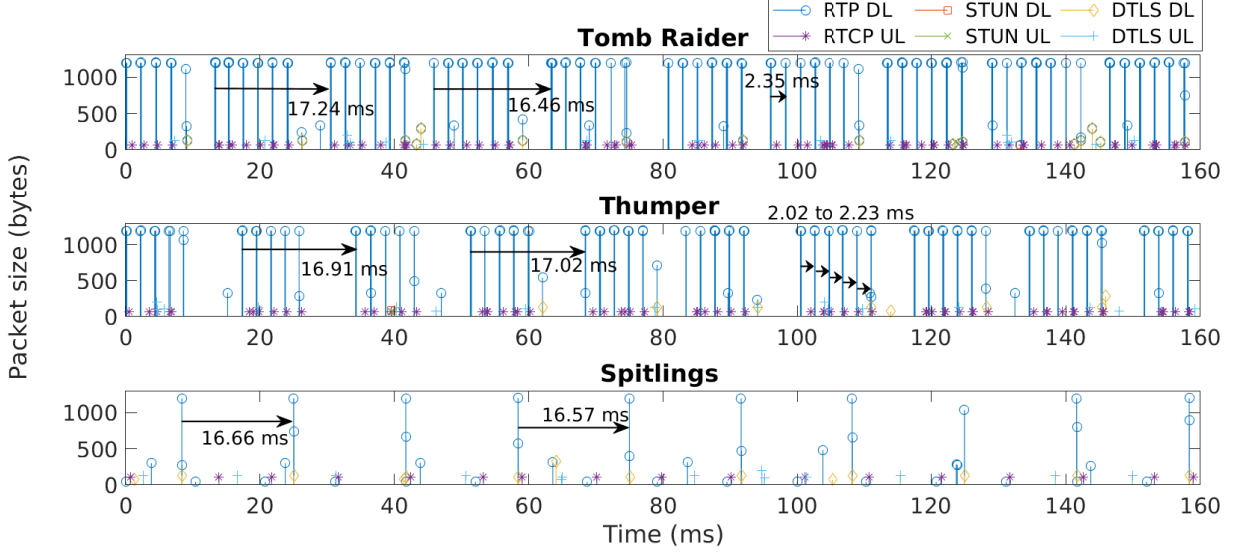 RTP DL STUN DL DTLS DL
RTCP UL STUN UL DTLS UL
Tomb Raider
1000
500
0
17.24 ms
16.46 ms
2.35 ms
0 20 40 60 80 100 120 140 160
Thumper
2.02 to 2.23 ms
1000
500
0
16.91 ms
17.02 ms
0 20 40 60 80 100 120 140 160
Packet size (bytes)
Spitlings
1000
500
0
16.66 ms
16.57 ms
0 20 40 60 80 100 120 140 160
Time (ms)